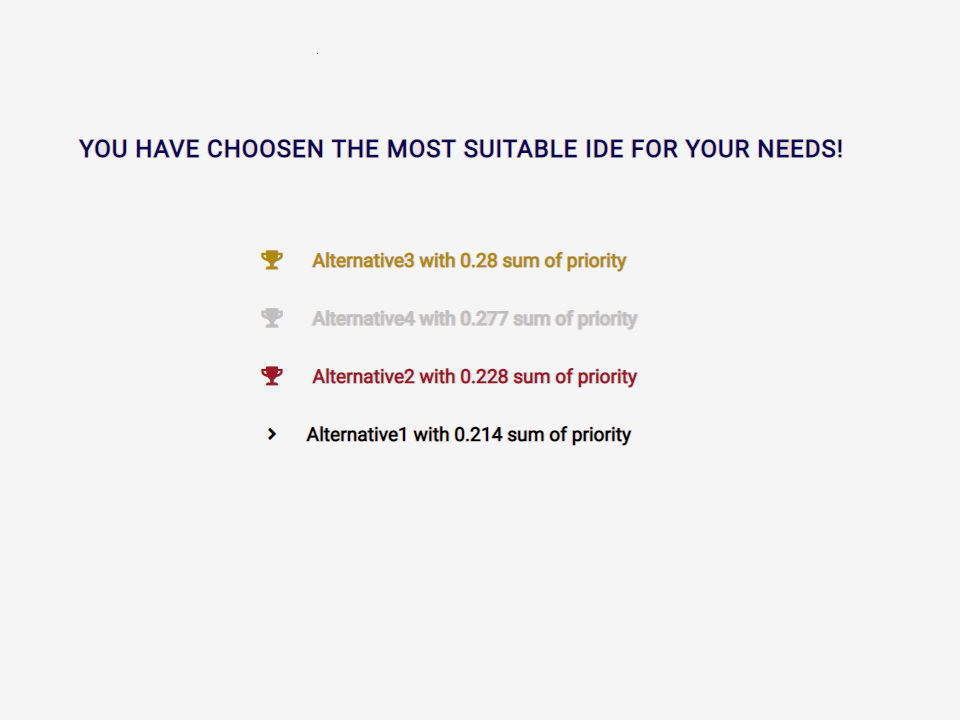 YOU HAVE CHOOSEN THE MOST SUITABLE IDE FOR YOUR NEEDS!
Alternative3 with 0.28 sum of priority
Alternative4 with 0.277 sum of priority
Alternative2 with 0.228 sum of priority
Alternative1 with 0.214 sum of priority